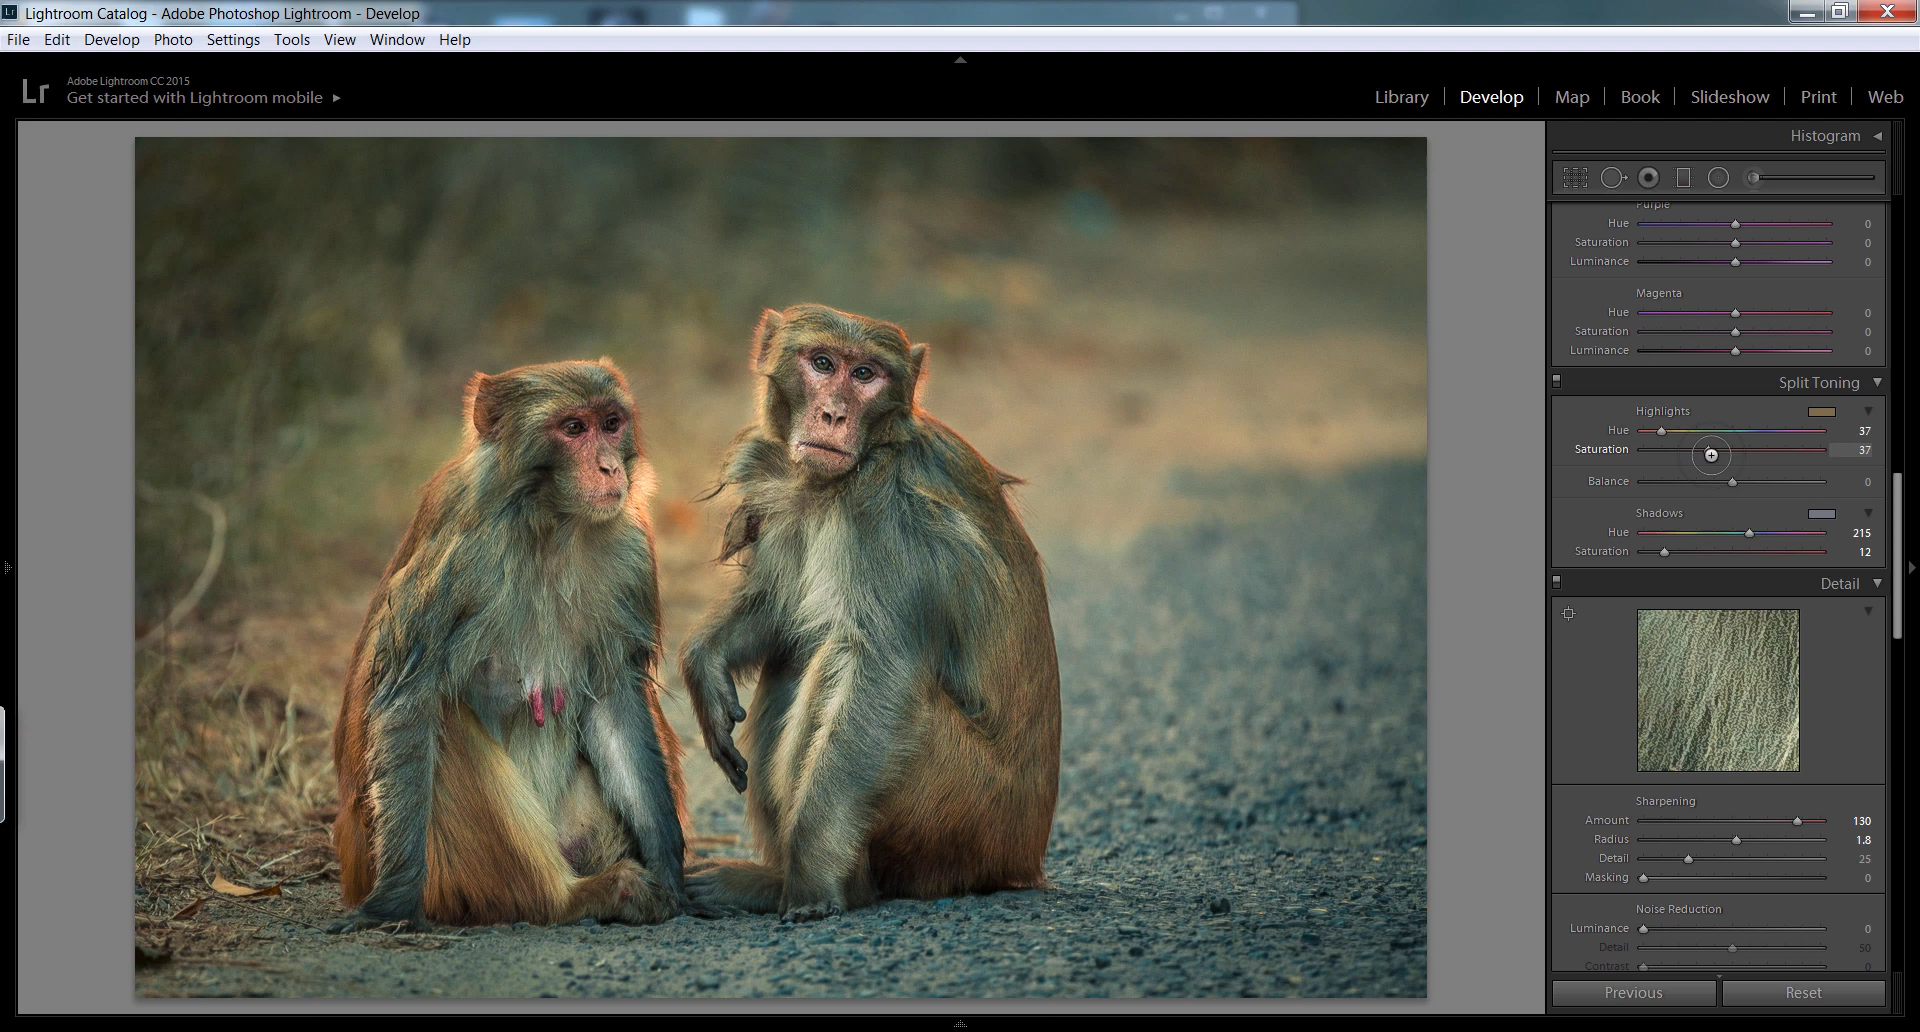 Lr Lightroom Catalog - Adobe Photoshop Lightroom - Develop
File Edit Develop Photo Settings Tools View Window Help
Lr
Adobe Lightroom CC 2015
Get started with Lightroom mobile
Library Develop Map Book Slideshow Print Web
Histogram
Purple
Hue 0
Saturation 0
Luminance 0
Magenta
Hue 0
Saturation 0
Luminance 0
Split Toning
Highlights
Hue 37
Saturation 37
Balance 0
Shadows
Hue 215
Saturation 12
Detail
Sharpening
Amount 130
Radius 1.8
Detail 25
Masking 0
Noise Reduction
Luminance 0
Detail 50
Contrast 0
Previous Reset